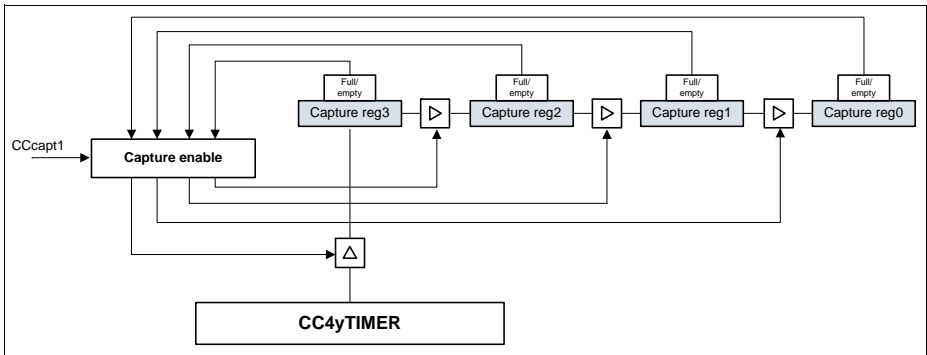 Full/
empty
Full/
empty
Full/
empty
Full/
empty
Capture reg3
Capture reg2
Capture reg1
Capture reg0
CCcapt1
Capture enable
CC4yTIMER